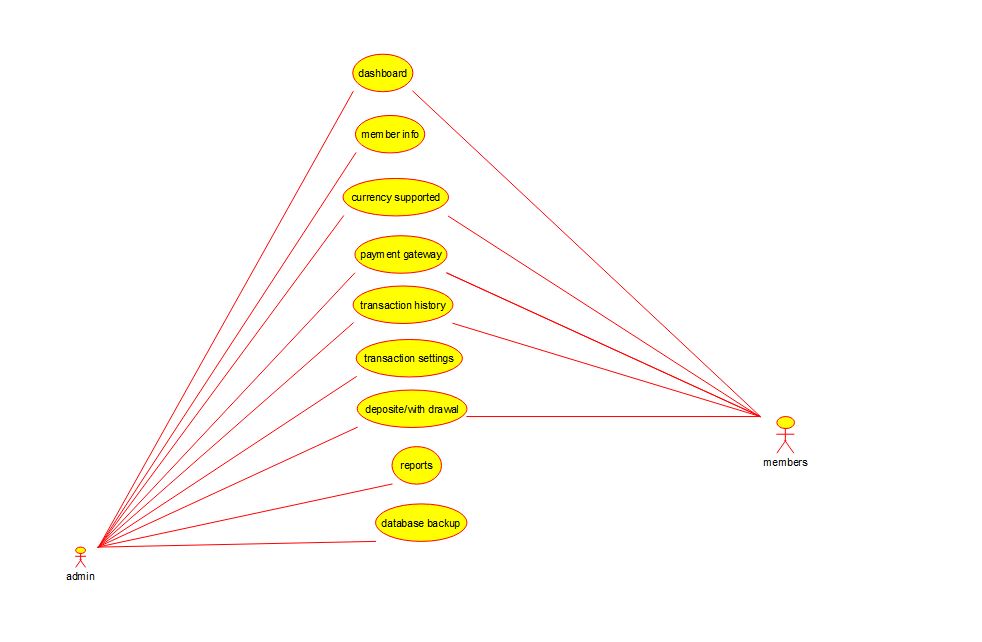 dashboard
member info
currency supported
payment gateway
transaction history
transaction settings
deposite/with drawal
reports
database backup
members
admin